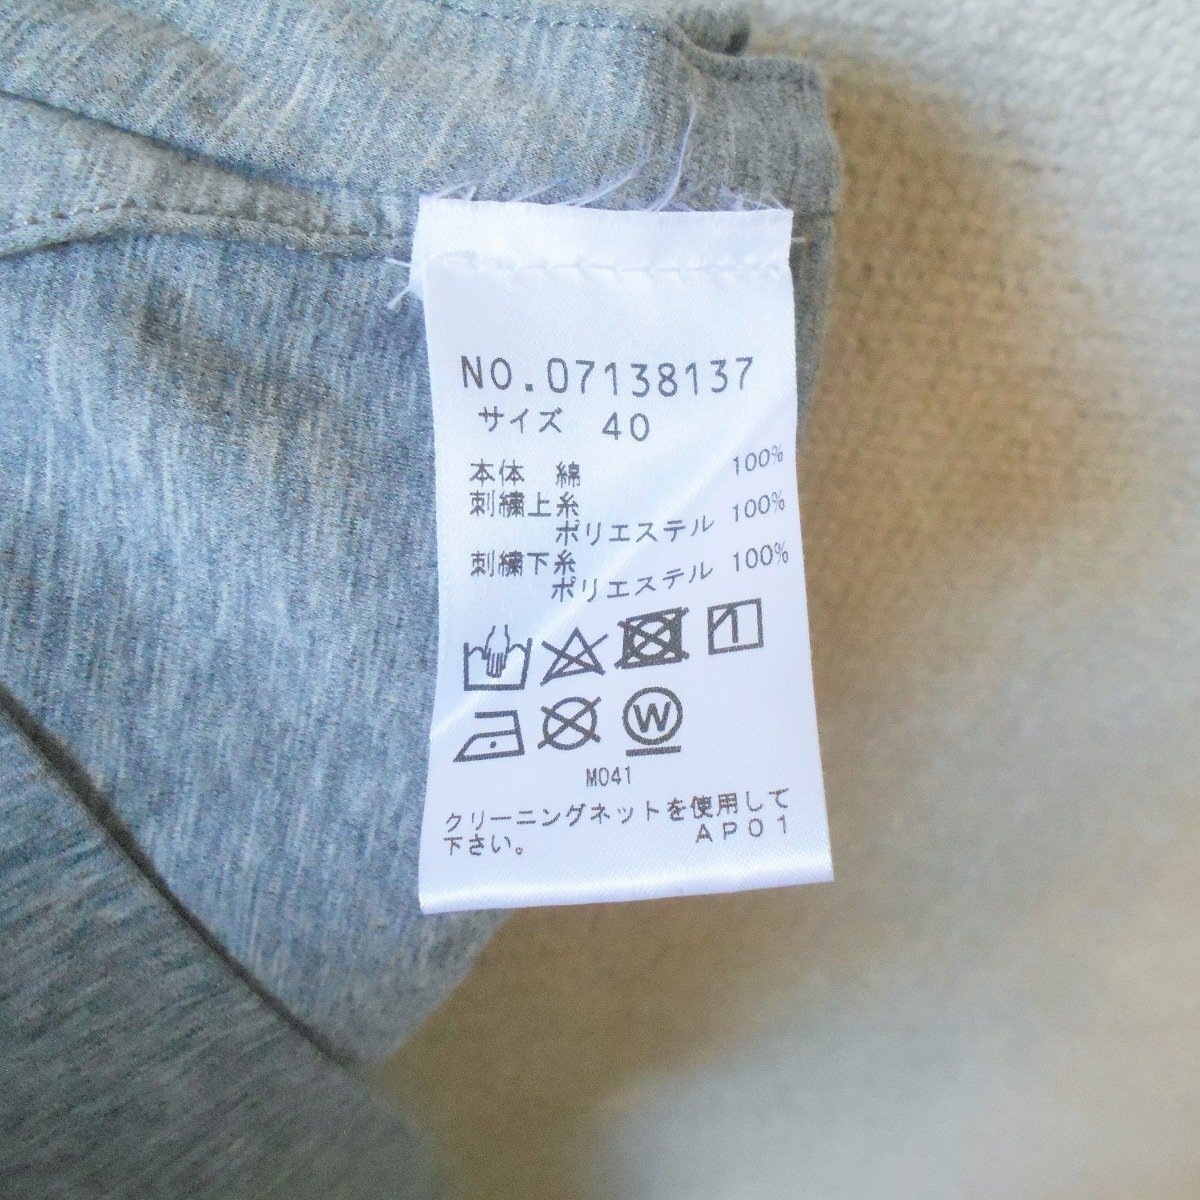 NO.07138137
サイズ 40
本体 綿 100%
刺繍上糸
ポリエステル 100%
刺繍下糸
ポリエステル 100%
W
M041
クリーニングネットを使用して
下さい。 AP01